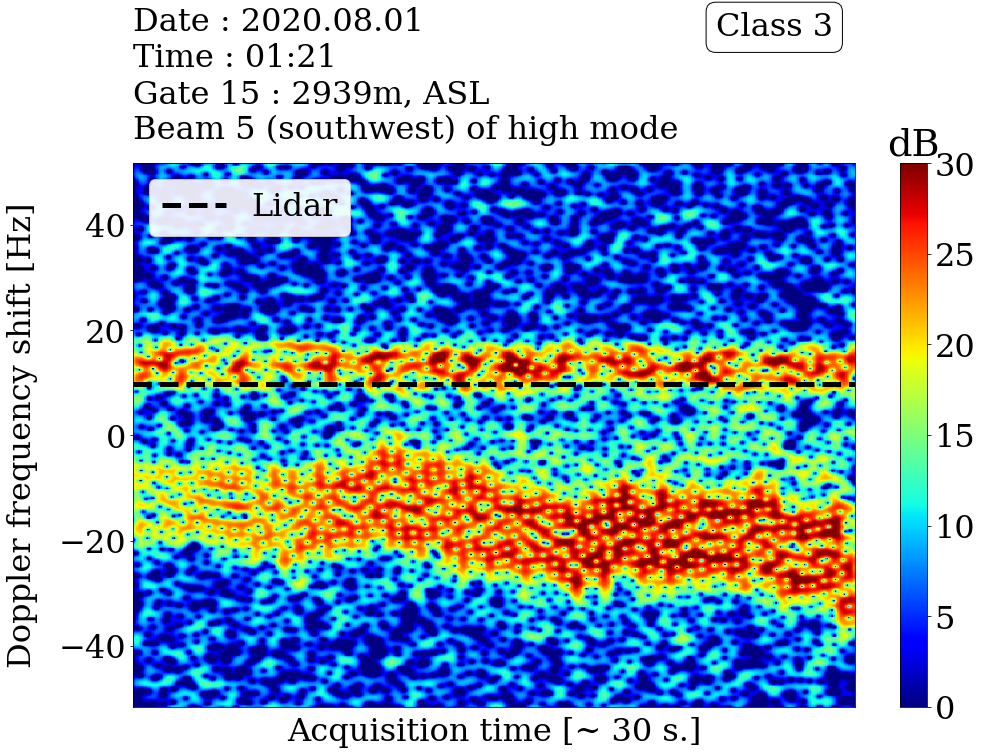 Date : 2020.08.01
Time : 01:21
Gate 15 : 2939m, ASL
Beam 5 (southwest) of high mode
Class 3
dB
Lidar
Doppler frequency shift [Hz]
40
20
0
−20
−40
Acquisition time [~ 30 s.]
30
25
20
15
10
5
0